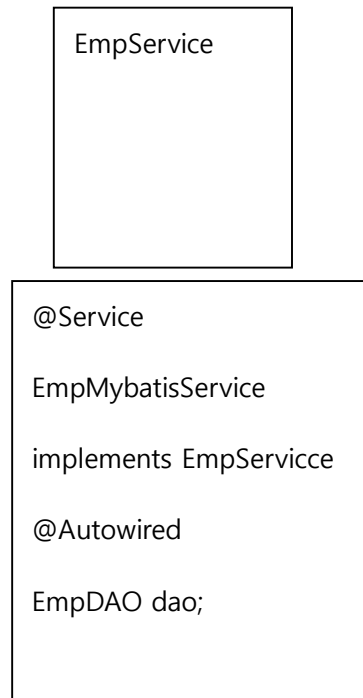 EmpService
@Service
EmpMybatisService
implements EmpServicce
@Autowired
EmpDAO dao;